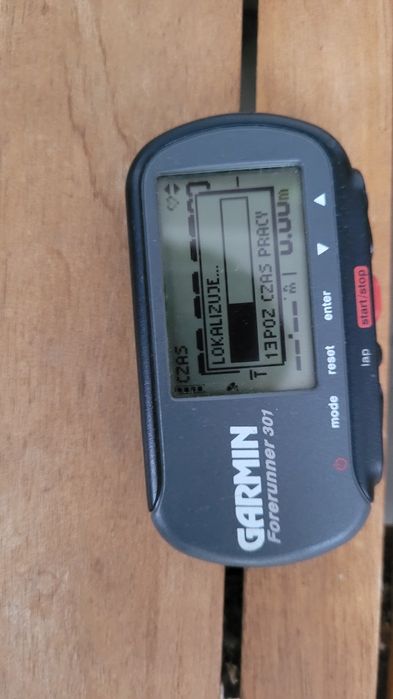 CZAS
LOKALIZUJE...
13POZ CZAS PRACY
0.00m
GARMIN
Forerunner 301
mode
reset
enter
lap
start/stop